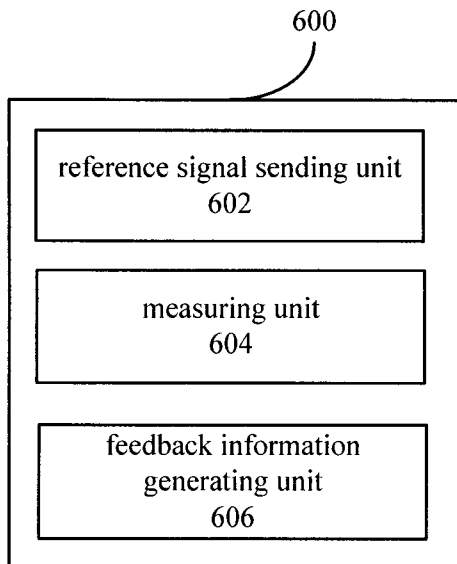 600
reference signal sending unit
602
measuring unit
604
feedback information
generating unit
606